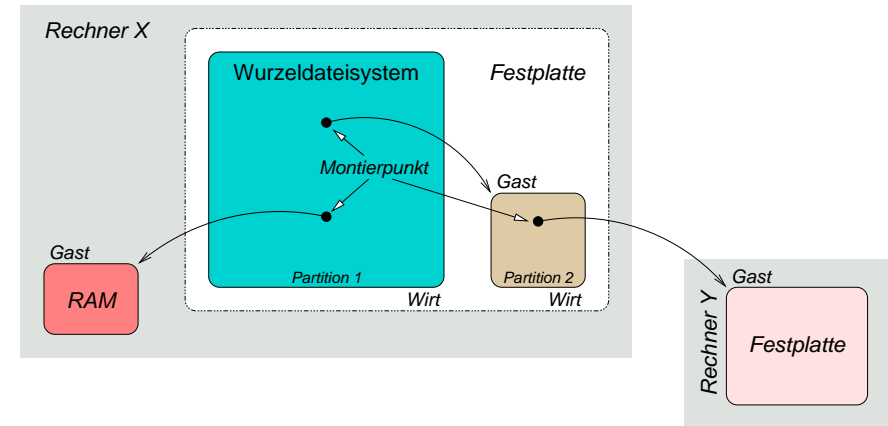 Rechner X
Wurzeldateisystem
Festplatte
Montierpunkt
Gast
Gast
RAM
Partition 1
Partition 2
Wirt
Wirt
Gast
Rechner Y
Festplatte